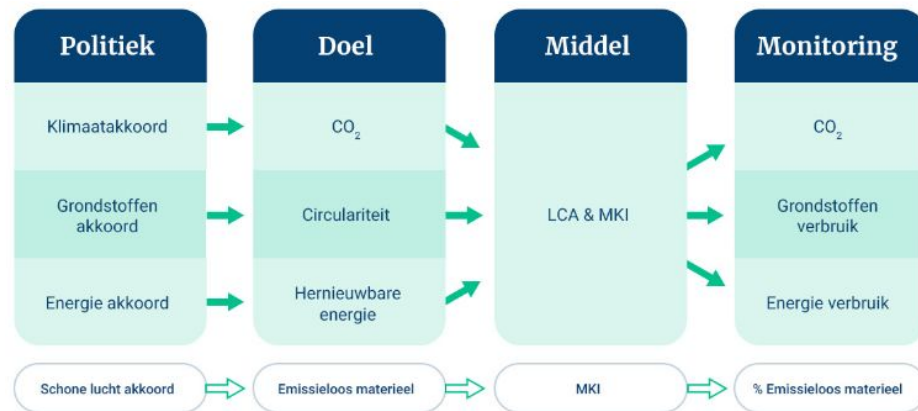 Politiek
Doel
Middel
Monitoring
Klimaatakkoord
CO₂
CO₂
Grondstoffen
akkoord
Circulariteit
LCA & MKI
Grondstoffen
verbruik
Energie akkoord
Hernieuwbare
energie
Energie verbruik
Schone lucht akkoord
Emissieloos materieel
MKI
% Emissieloos materieel